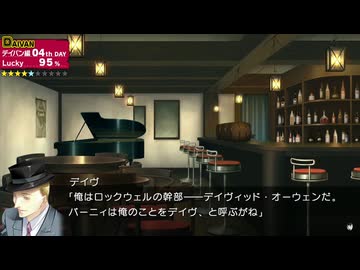 DAIVAN
デイバン編 04th DAY
Lucky 95%
デイヴ
「俺はロックウェルの幹部――デイヴィッド・オーウェンだ。
バーニィは俺のことをデイヴ、と呼ぶがね」